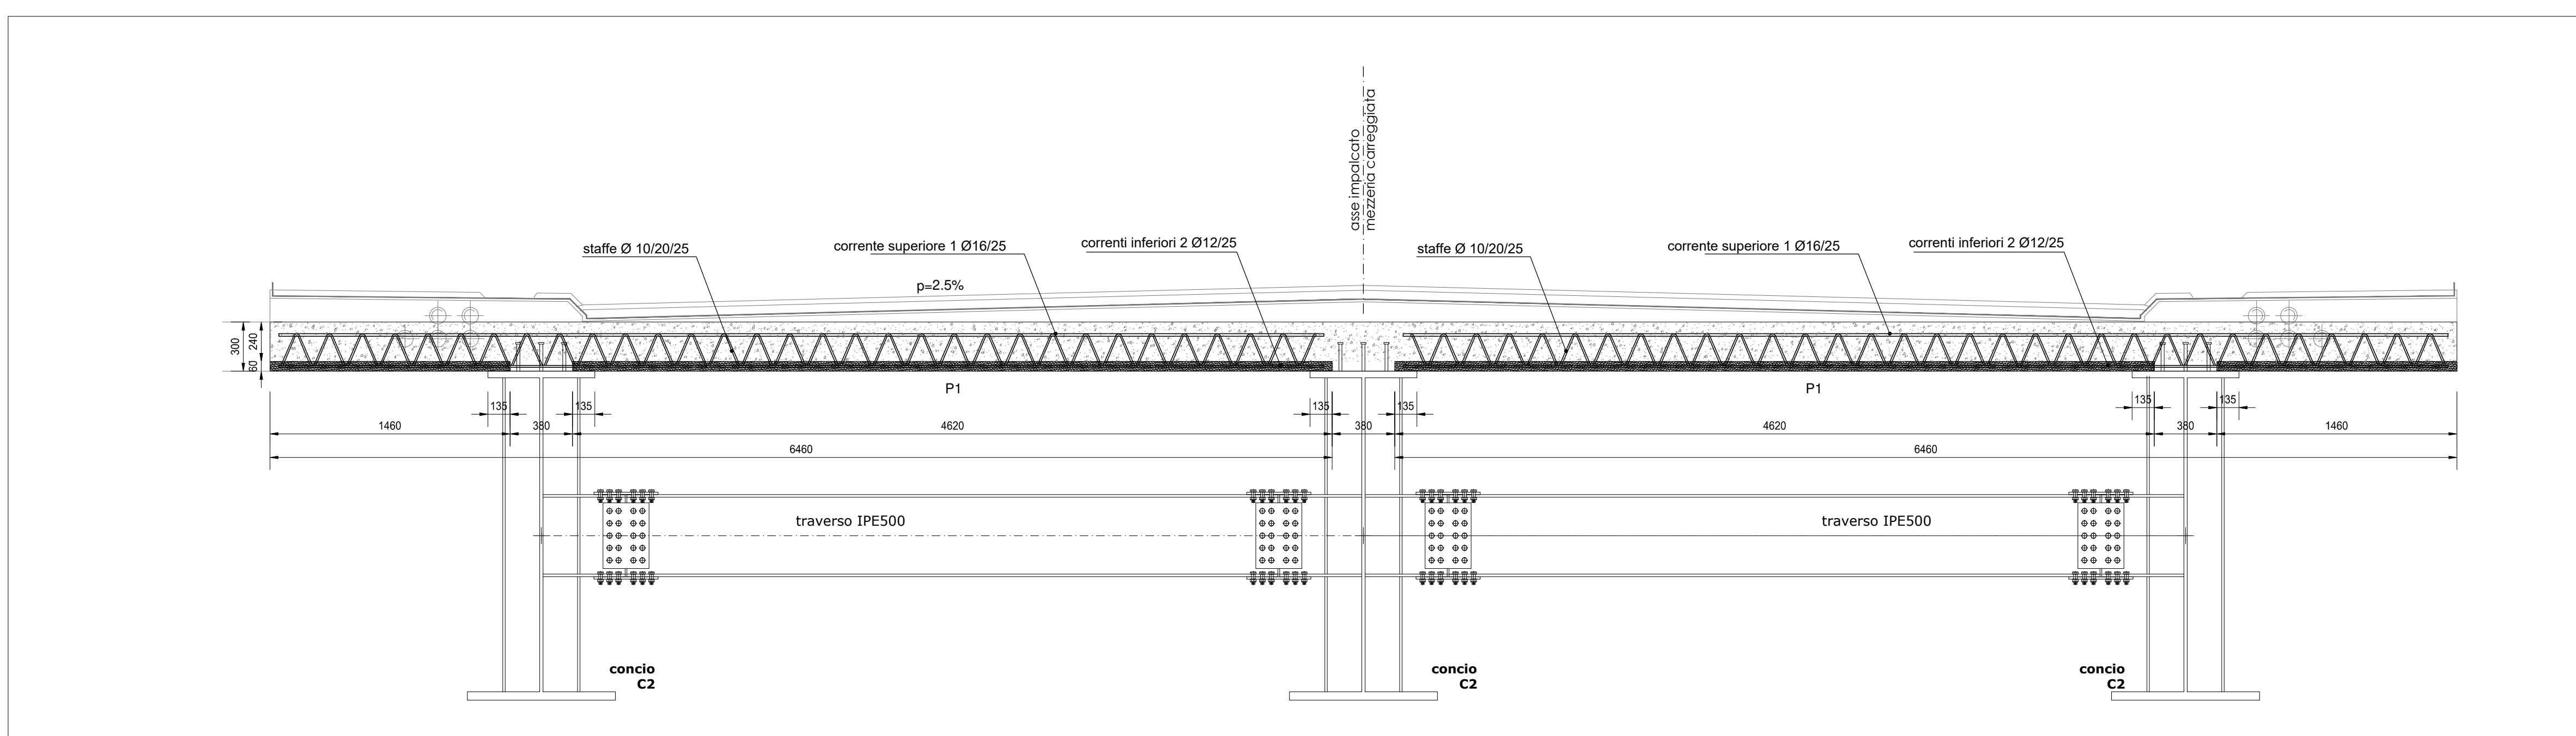 asse impalcato
mezzeria carreggiata
staffe Ø 10/20/25
corrente superiore 1 Ø16/25
correnti inferiori 2 Ø12/25
staffe Ø 10/20/25
corrente superiore 1 Ø16/25
correnti inferiori 2 Ø12/25
p=2.5%
300
240
60
P1
P1
135
135
135
135
135
135
1460
380
4620
380
4620
380
1460
6460
6460
traverso IPE500
traverso IPE500
concio
C2
concio
C2
concio
C2